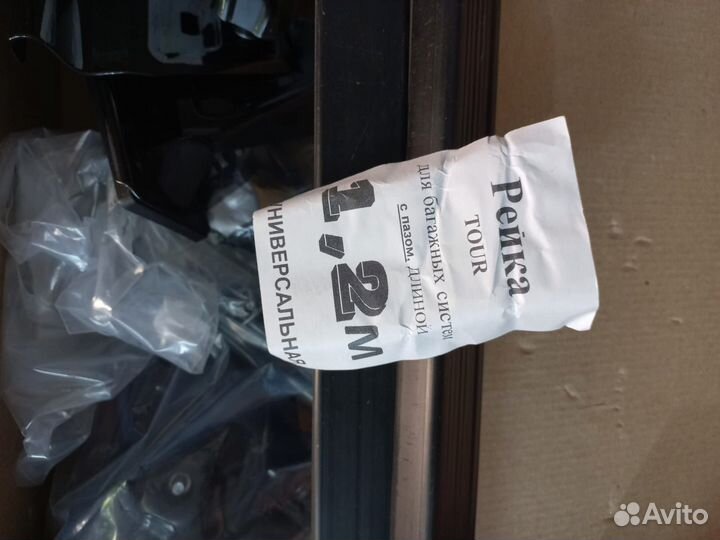 Рейка
TOUR
для багажных систем
с пазом, длиной
1,2м
УНИВЕРСАЛЬНАЯ
Avito